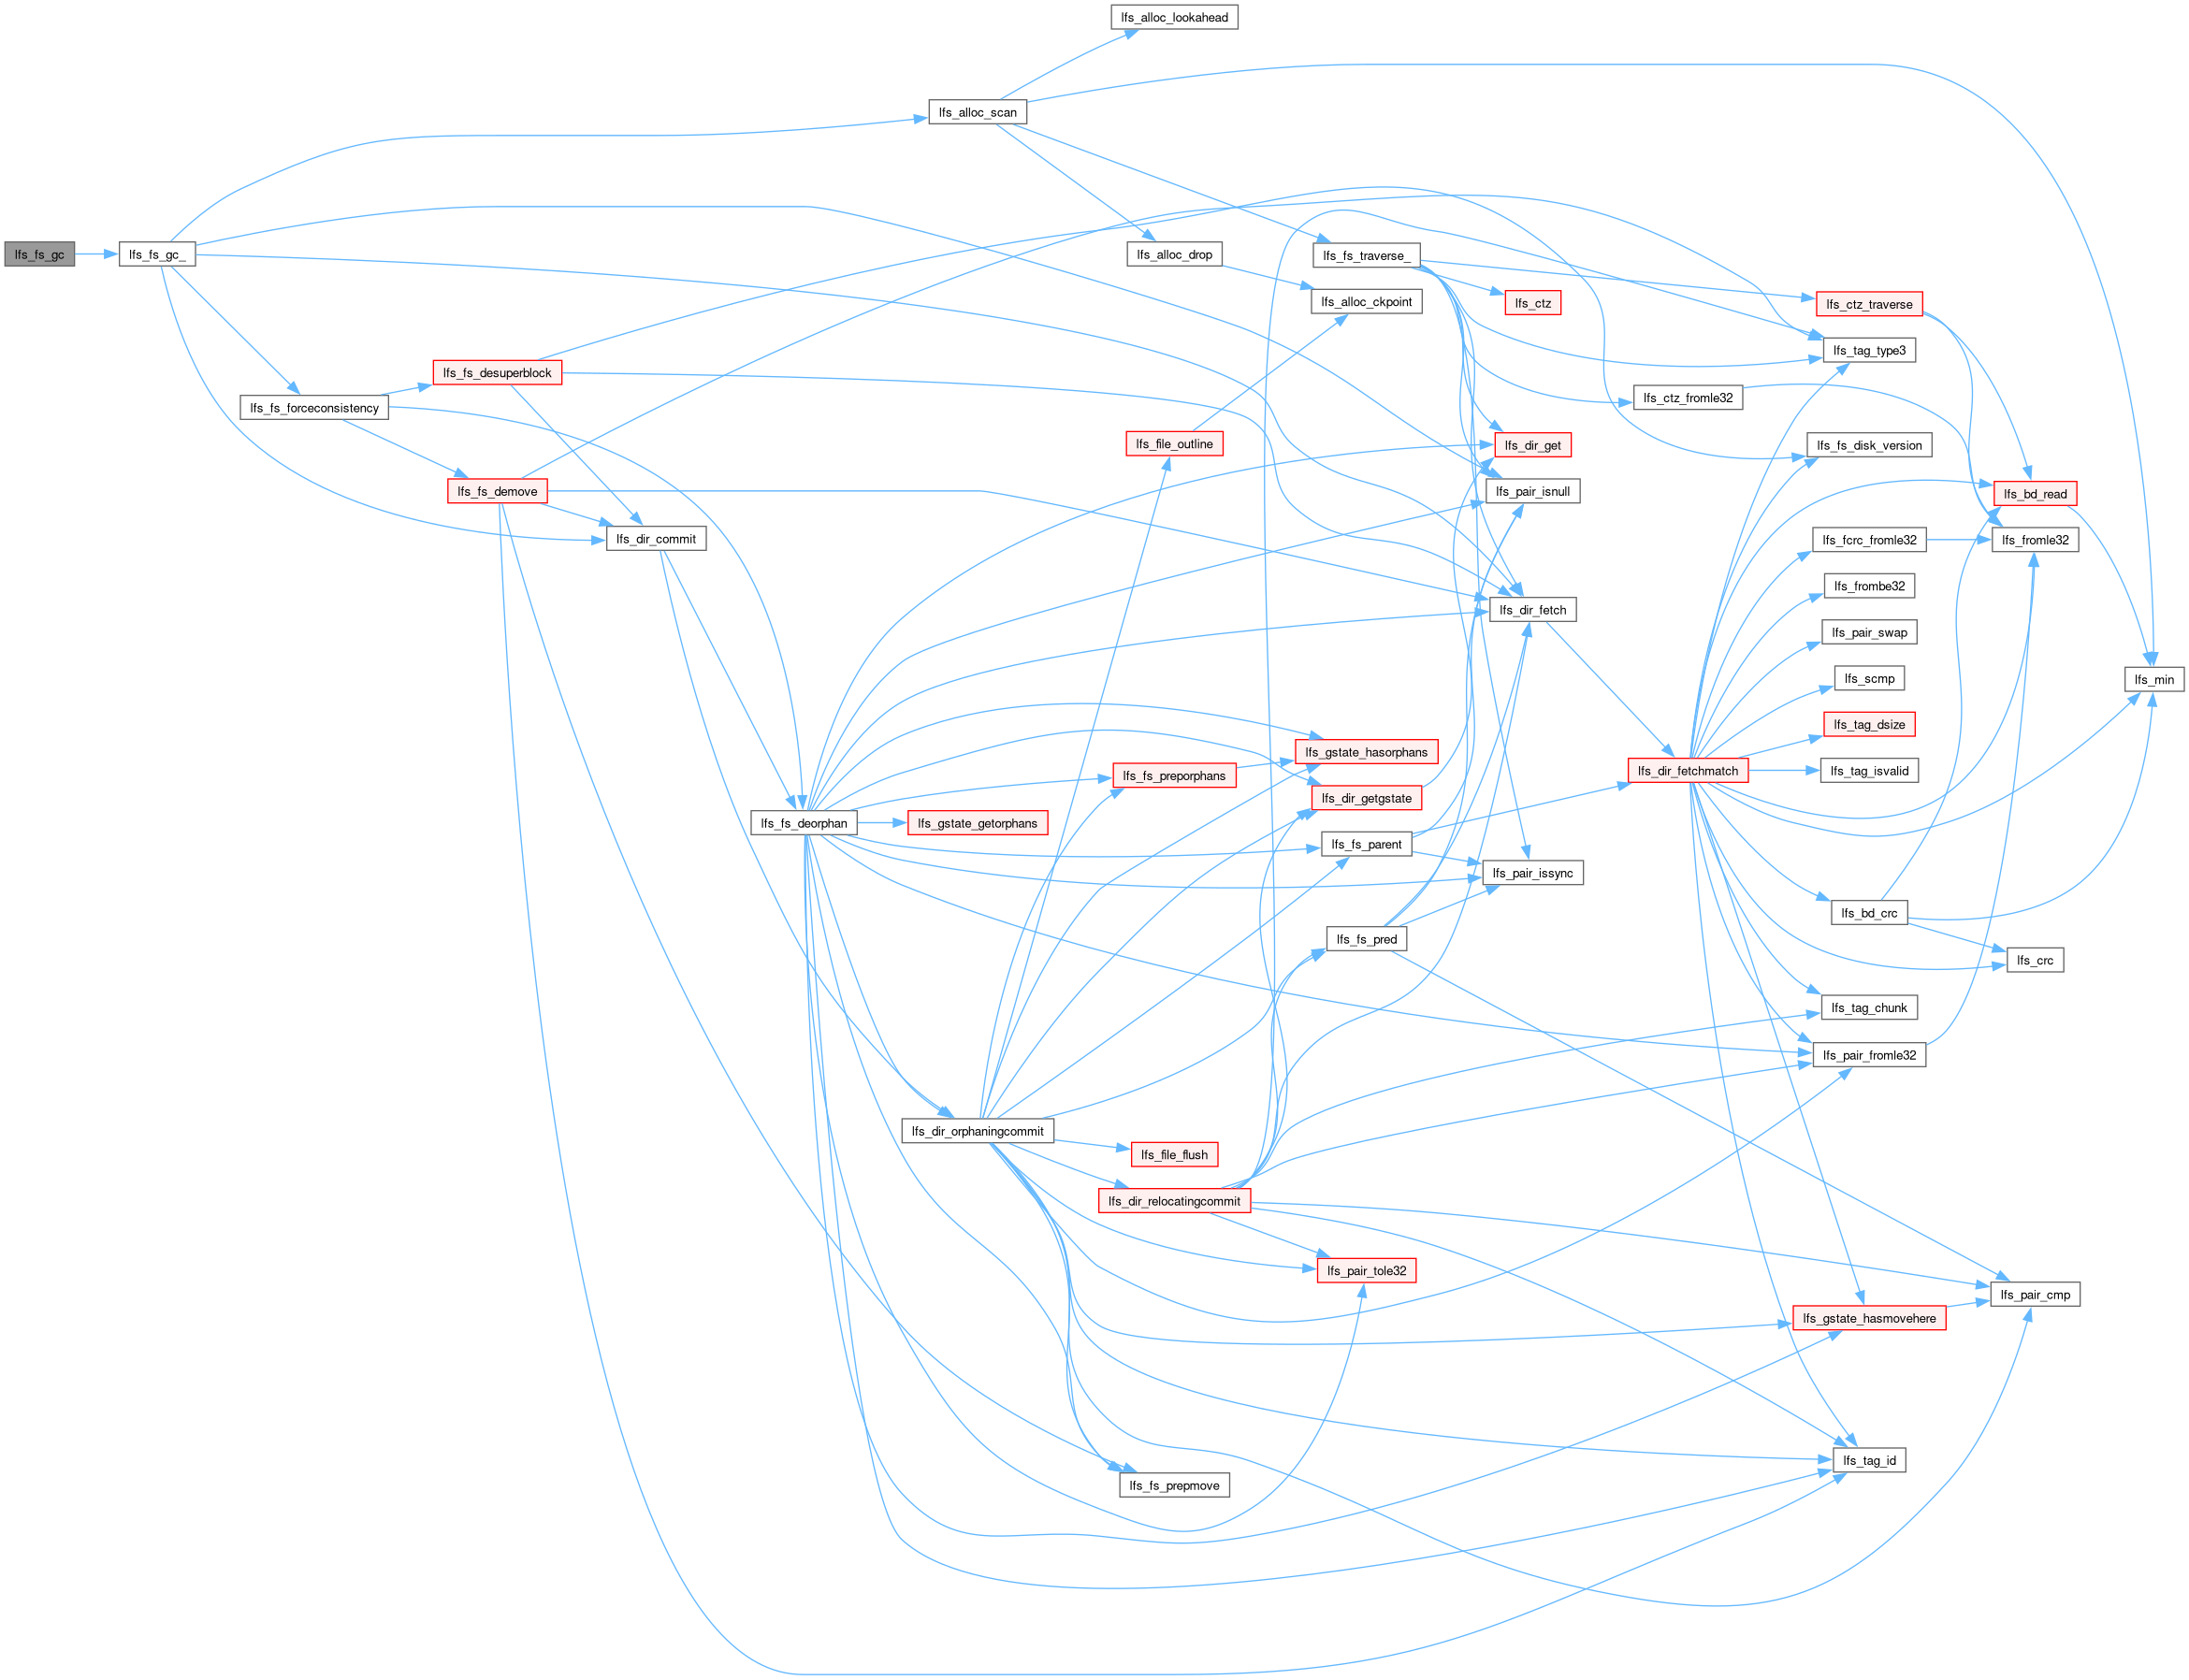 lfs_alloc_lookahead
lfs_alloc_scan
lfs_fs_gc
lfs_fs_gc_
lfs_alloc_drop
lfs_fs_traverse_
lfs_alloc_ckpoint
lfs_ctz
lfs_ctz_traverse
lfs_tag_type3
lfs_fs_desuperblock
lfs_fs_forceconsistency
lfs_ctz_fromle32
lfs_file_outline
lfs_dir_get
lfs_fs_disk_version
lfs_fs_demove
lfs_pair_isnull
lfs_bd_read
lfs_dir_commit
lfs_fcrc_fromle32
lfs_fromle32
lfs_frombe32
lfs_dir_fetch
lfs_pair_swap
lfs_scmp
lfs_min
lfs_tag_dsize
lfs_gstate_hasorphans
lfs_fs_preporphans
lfs_dir_fetchmatch
lfs_tag_isvalid
lfs_dir_getgstate
lfs_fs_deorphan
lfs_gstate_getorphans
lfs_fs_parent
lfs_pair_issync
lfs_bd_crc
lfs_fs_pred
lfs_crc
lfs_tag_chunk
lfs_pair_fromle32
lfs_dir_orphaningcommit
lfs_file_flush
lfs_dir_relocatingcommit
lfs_pair_tole32
lfs_pair_cmp
lfs_gstate_hasmovehere
lfs_tag_id
lfs_fs_prepmove